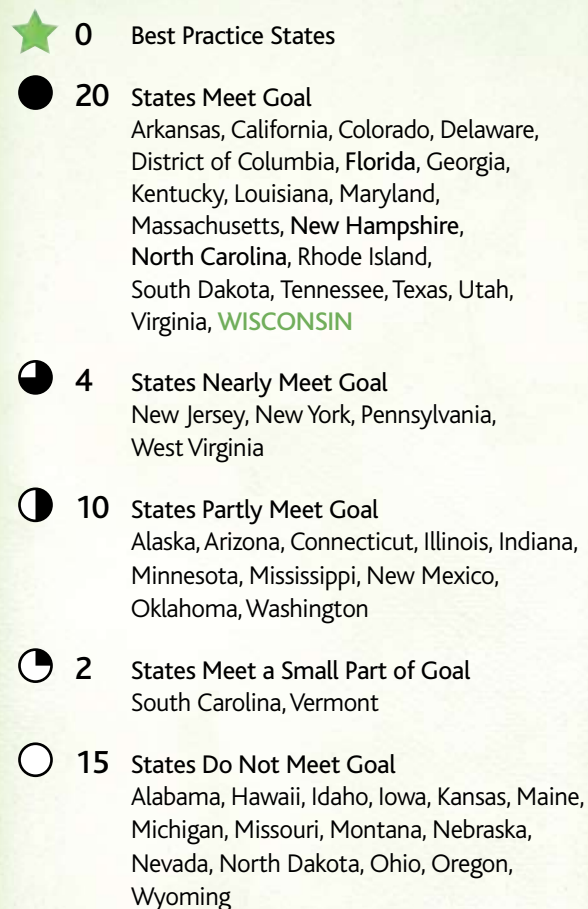 0 Best Practice States
20 States Meet Goal
Arkansas, California, Colorado, Delaware,
District of Columbia, Florida, Georgia,
Kentucky, Louisiana, Maryland,
Massachusetts, New Hampshire,
North Carolina, Rhode Island,
South Dakota, Tennessee, Texas, Utah,
Virginia, WISCONSIN
4 States Nearly Meet Goal
New Jersey, New York, Pennsylvania,
West Virginia
10 States Partly Meet Goal
Alaska, Arizona, Connecticut, Illinois, Indiana,
Minnesota, Mississippi, New Mexico,
Oklahoma, Washington
2 States Meet a Small Part of Goal
South Carolina, Vermont
15 States Do Not Meet Goal
Alabama, Hawaii, Idaho, Iowa, Kansas, Maine,
Michigan, Missouri, Montana, Nebraska,
Nevada, North Dakota, Ohio, Oregon,
Wyoming